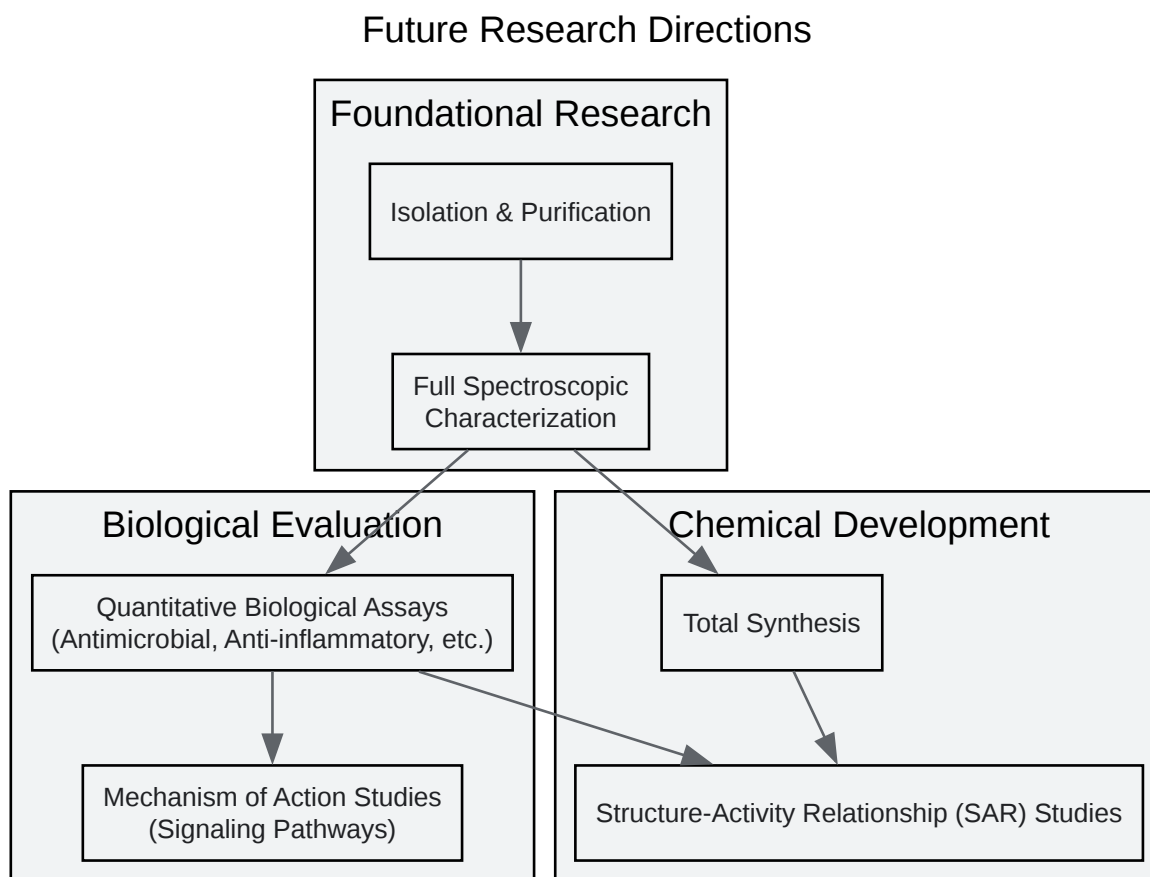 Future Research Directions
Foundational Research
Isolation & Purification
Full Spectroscopic
Characterization
Biological Evaluation
Quantitative Biological Assays
(Antimicrobial, Anti-inflammatory, etc.)
Mechanism of Action Studies
(Signaling Pathways)
Chemical Development
Total Synthesis
Structure-Activity Relationship (SAR) Studies